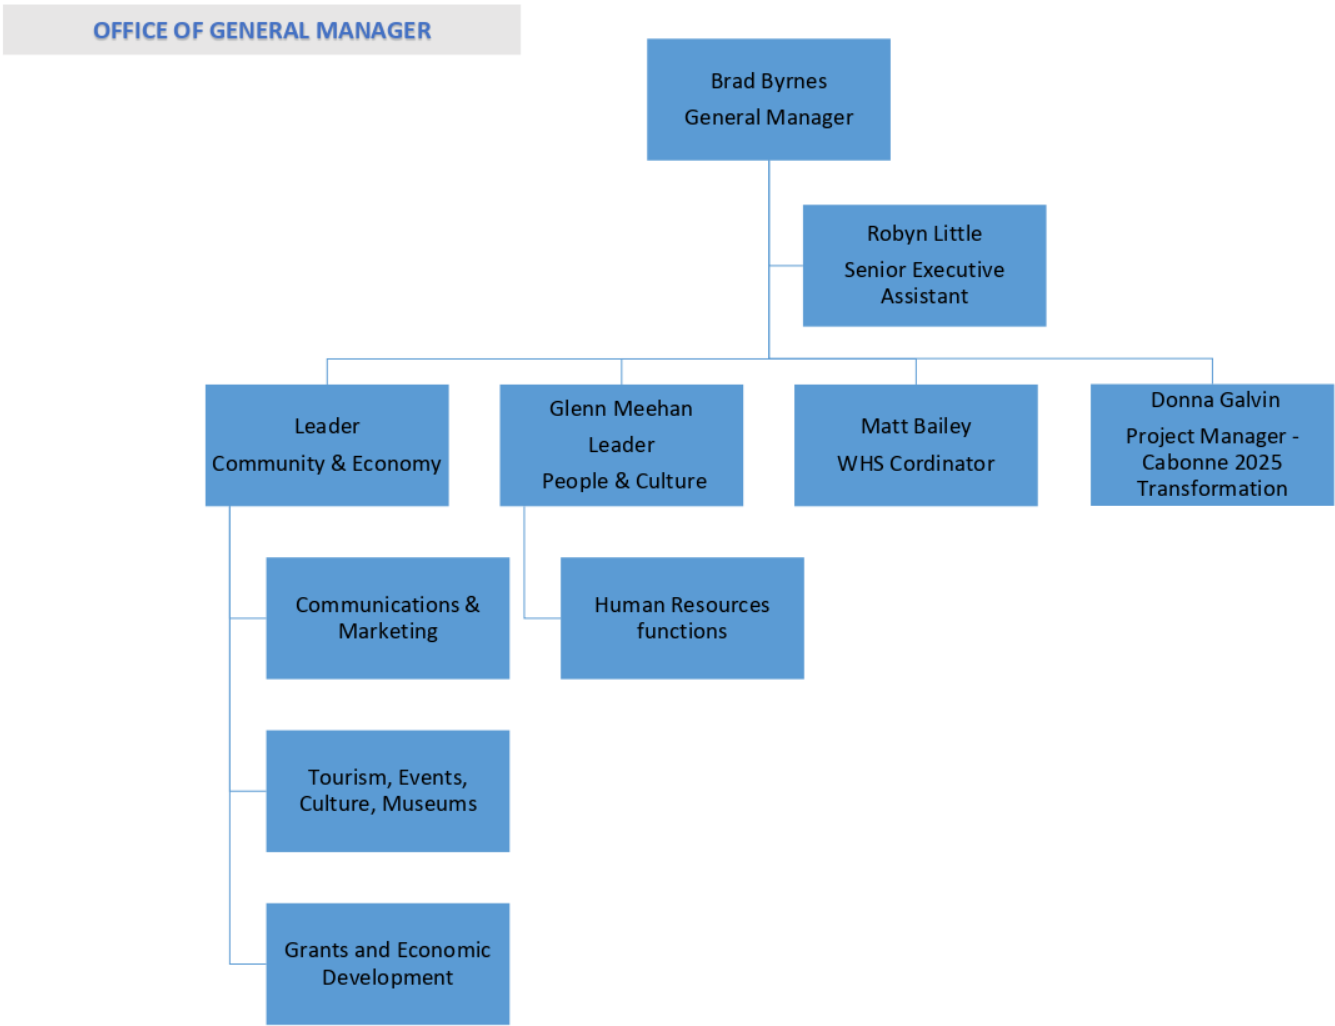 OFFICE OF GENERAL MANAGER
Brad Byrnes
General Manager
Robyn Little
Senior Executive
Assistant
Leader
Community & Economy
Glenn Meehan
Leader
People & Culture
Matt Bailey
WHS Cordinator
Donna Galvin
Project Manager -
Cabonne 2025
Transformation
Communications &
Marketing
Human Resources
functions
Tourism, Events,
Culture, Museums
Grants and Economic
Development